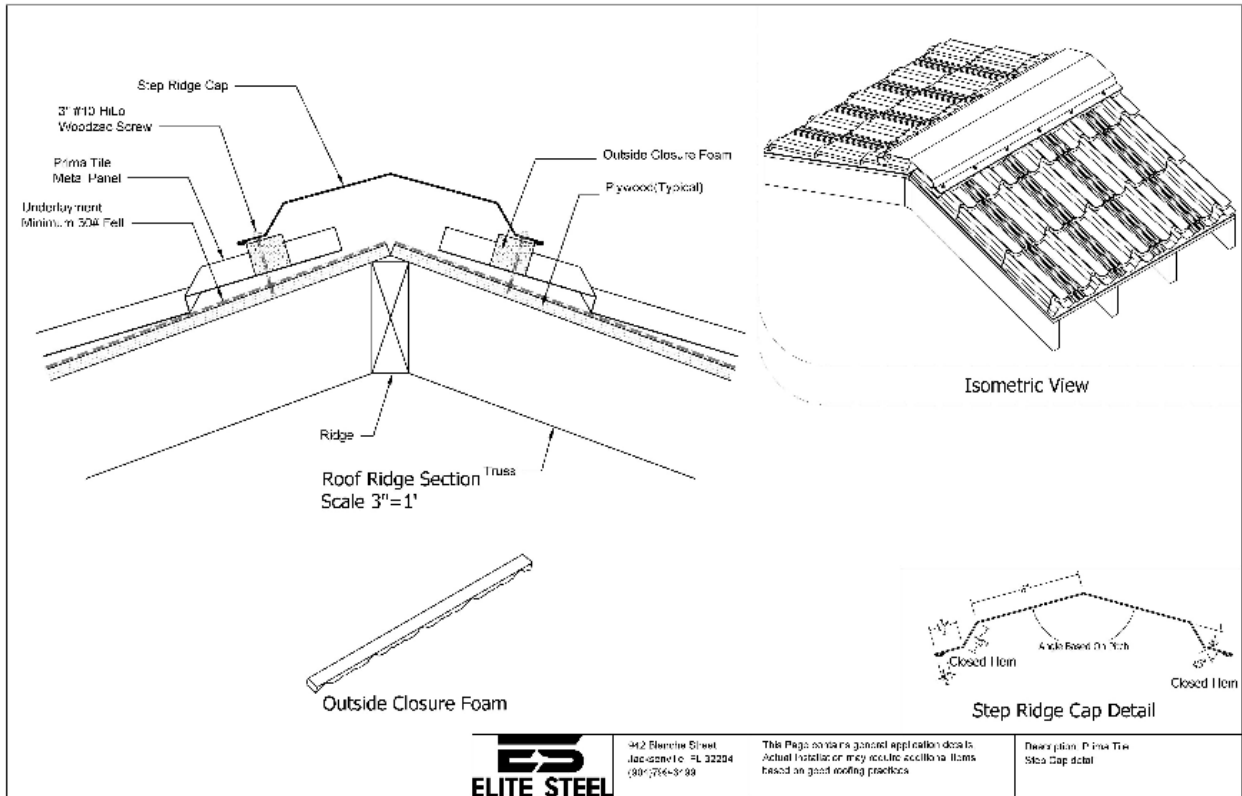 Step Ridge Cap
3" #10 HiLo
Woodzac Screw
Prima Tile
Metal Panel
Underlayment
Minimum 30# Felt
Outside Closure Foam
Plywood(Typical)
Ridge
Truss
Roof Ridge Section
Scale 3"=1'
Isometric View
Outside Closure Foam
Angle Based On Pitch
Closed Hem
Closed Hem
Step Ridge Cap Detail
ES
ELITE STEEL
Blanche Street
Jacksonville, FL
This Page contains general application details.
Actual installation may require additional items
based on good roofing practices
Description: Prima Tile
Step Cap detail